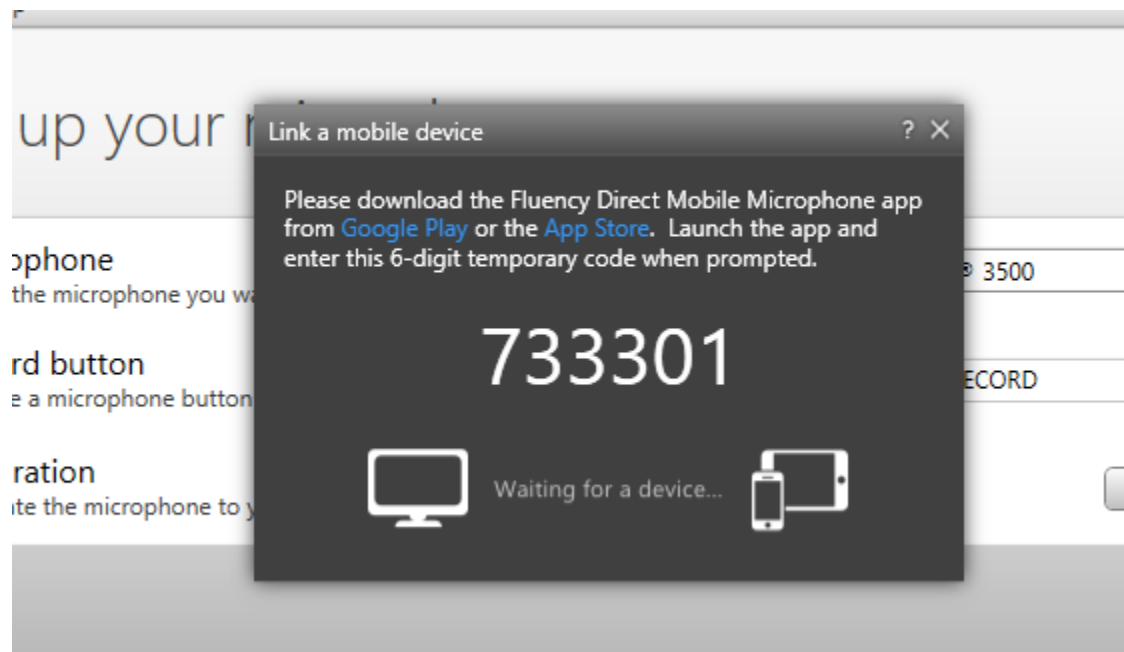 up your
Link a mobile device ? ×
Please download the Fluency Direct Mobile Microphone app
from Google Play or the App Store. Launch the app and
enter this 6-digit temporary code when prompted.
ophone
the microphone you
® 3500
733301
rd button
e a microphone button
ECORD
ration
te the microphone to
Waiting for a device...